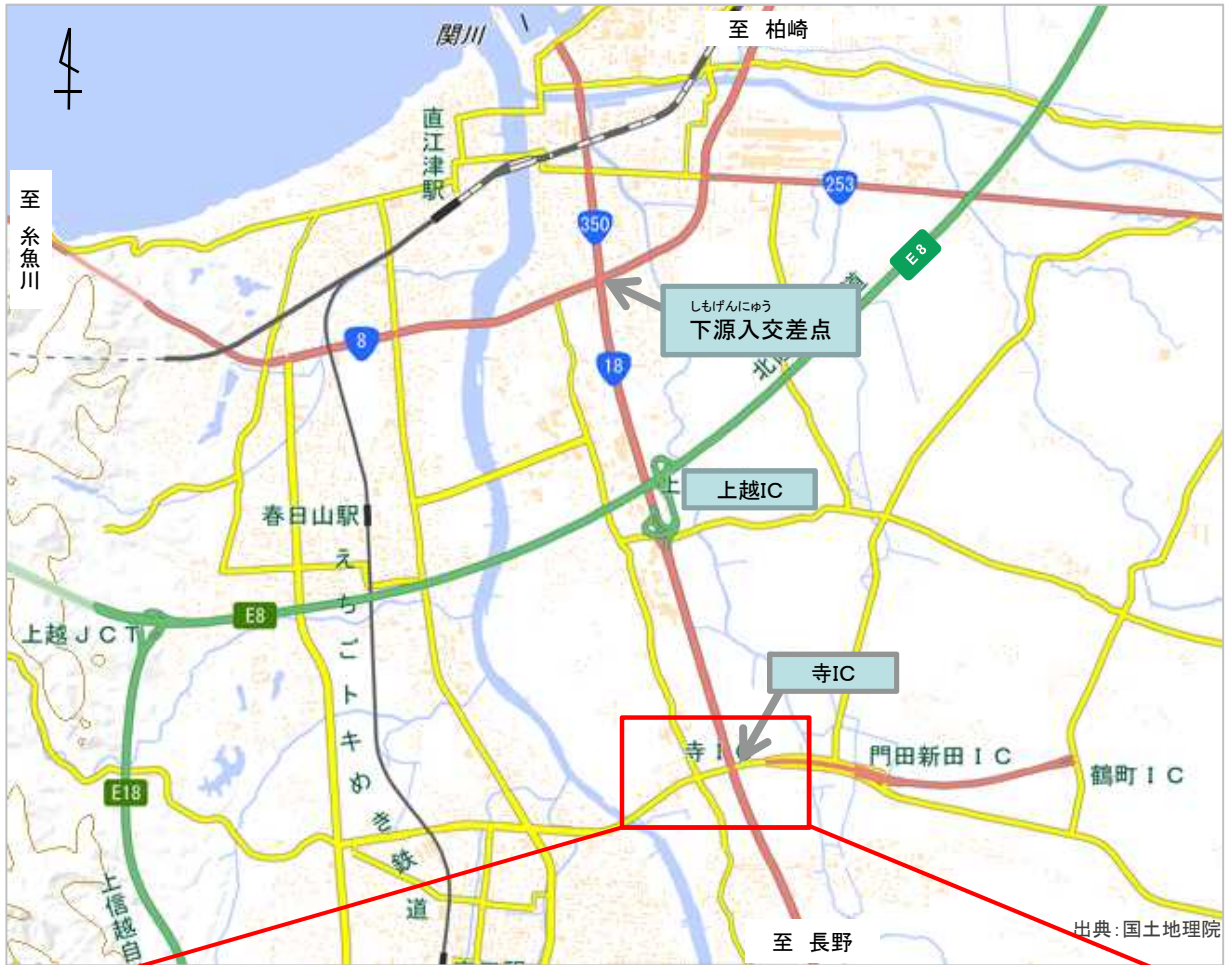 関川
至 柏崎
直江津駅
至 糸魚川
253
350
E8
しもげんにゅう
下源入交差点
8
18
北
上
上越IC
春日山駅
えちごトキめき鉄道
E8
上越JCT
寺IC
寺IC
門田新田IC
鶴町IC
E18
上信越自
至 長野
出典:国土地理院